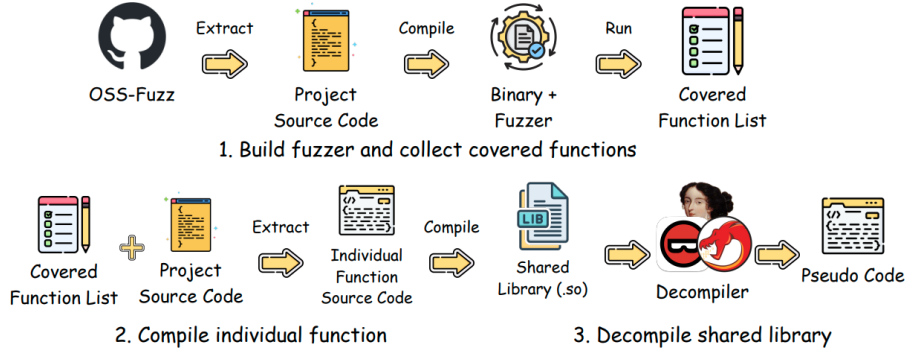 Extract
Compile
Run
OSS-Fuzz
Project
Source Code
Binary +
Fuzzer
Covered
Function List
1. Build fuzzer and collect covered functions
Covered
Function List
Project
Source Code
Extract
Individual
Function
Source Code
Compile
LIB
Shared
Library (.so)
Decompiler
Pseudo Code
2. Compile individual function
3. Decompile shared library